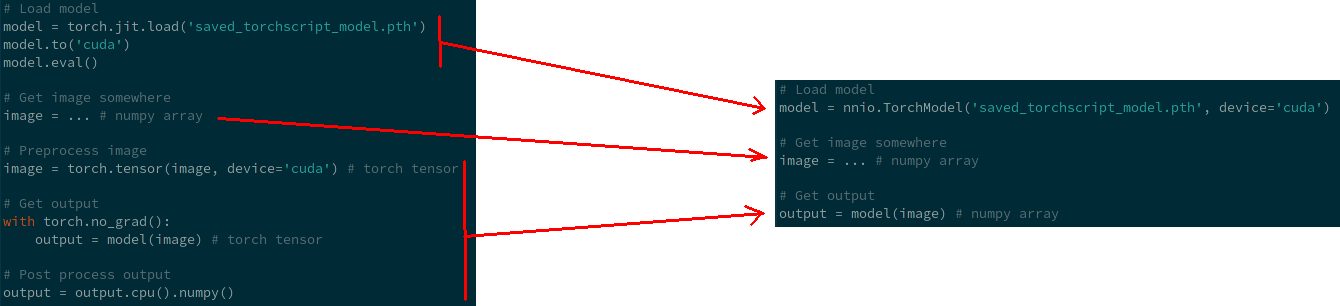 # Load model
model = torch.jit.load('saved_torchscript_model.pth')
model.to('cuda')
model.eval()
# Get image somewhere
image = ... # numpy array
# Preprocess image
image = torch.tensor(image, device='cuda') # torch tensor
# Get output
with torch.no_grad():
    output = model(image) # torch tensor
# Post process output
output = output.cpu().numpy()
# Load model
model = nnio.TorchModel('saved_torchscript_model.pth', device='cuda')
# Get image somewhere
image = ... # numpy array
# Get output
output = model(image) # numpy array